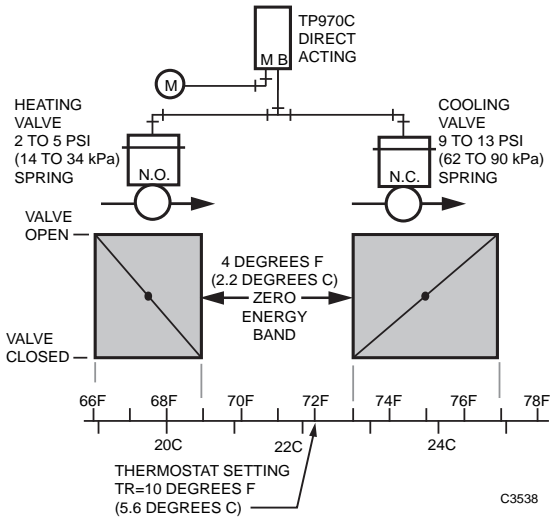 TP970C
DIRECT
ACTING
M B
M
HEATING
VALVE
2 TO 5 PSI
(14 TO 34 kPa)
SPRING
N.O.
COOLING
VALVE
9 TO 13 PSI
(62 TO 90 kPa)
SPRING
N.C.
VALVE
OPEN
4 DEGREES F
(2.2 DEGREES C)
ZERO
ENERGY
BAND
VALVE
CLOSED
66F 68F 70F 72F 74F 76F 78F
20C 22C 24C
THERMOSTAT SETTING
TR=10 DEGREES F
(5.6 DEGREES C)
C3538